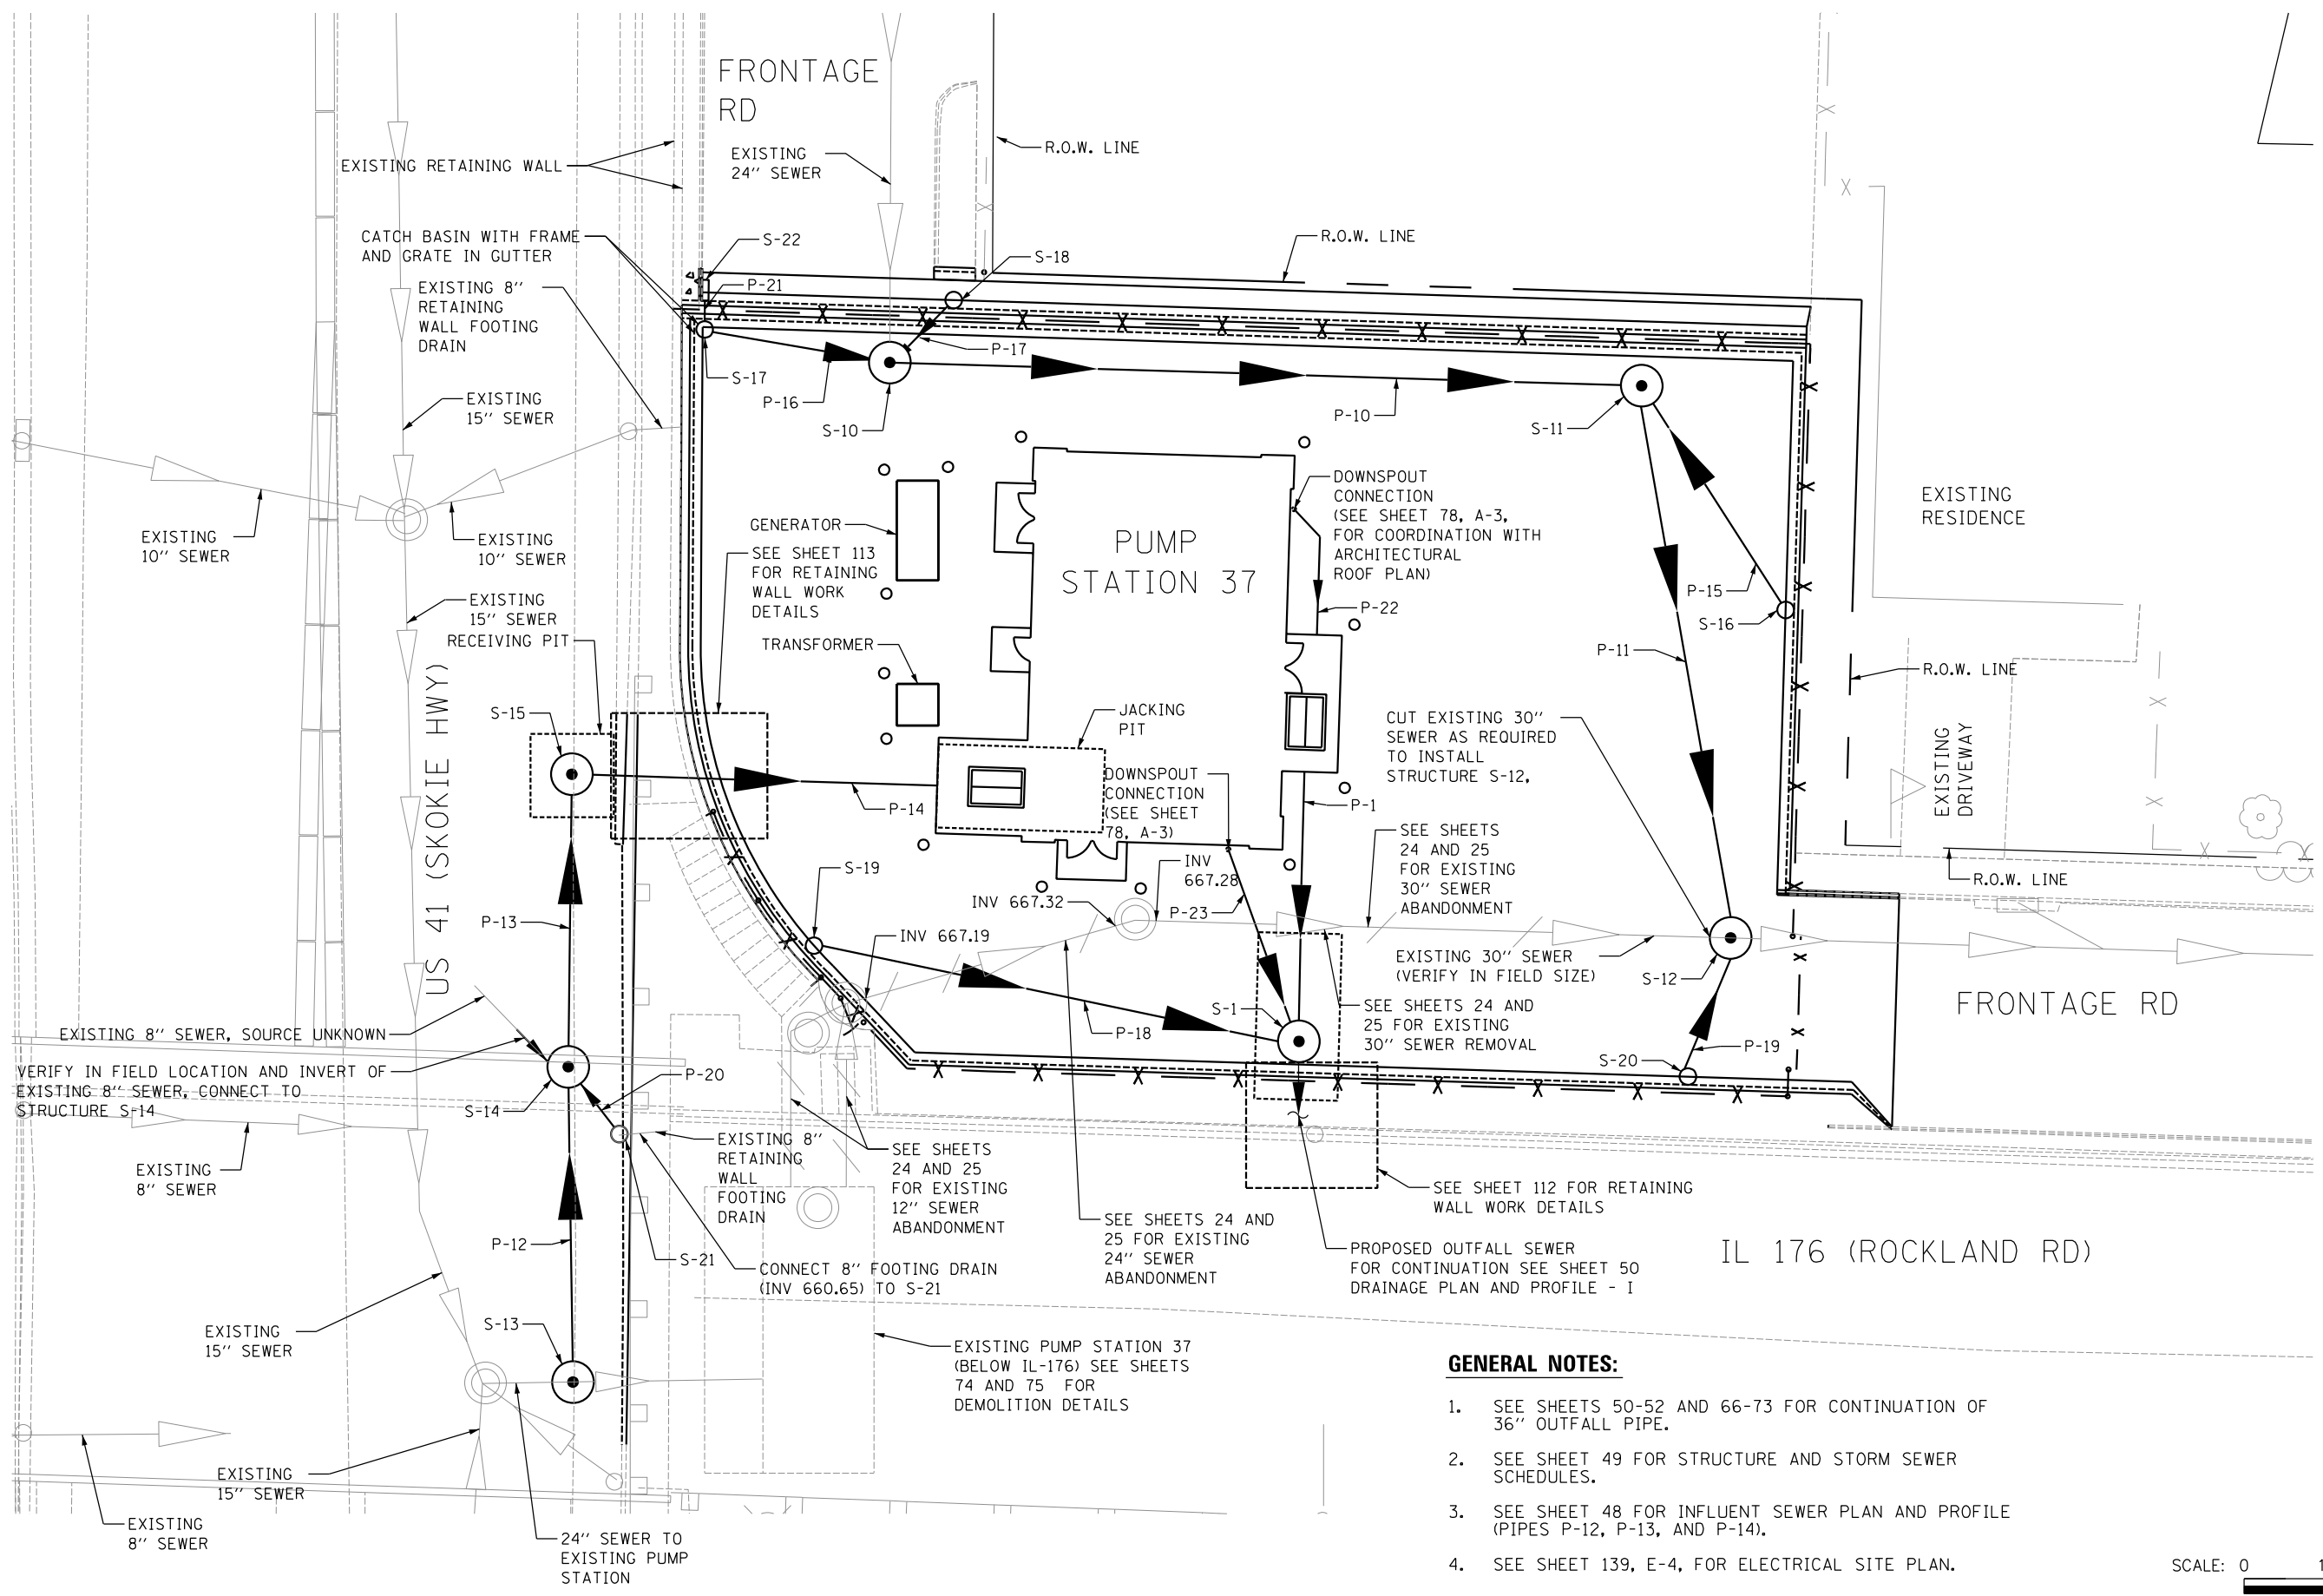 FRONTAGE
RD
EXISTING
24'' SEWER
R.O.W. LINE
EXISTING RETAINING WALL
CATCH BASIN WITH FRAME
AND GRATE IN GUTTER
S-22
S-18
R.O.W. LINE
P-21
EXISTING 8''
RETAINING
WALL FOOTING
DRAIN
P-17
S-17
P-16
S-10
P-10
S-11
EXISTING
15'' SEWER
EXISTING
10'' SEWER
EXISTING
10'' SEWER
GENERATOR
SEE SHEET 113
FOR RETAINING
WALL WORK
DETAILS
PUMP
STATION 37
DOWNSPOUT
CONNECTION
(SEE SHEET 78, A-3,
FOR COORDINATION WITH
ARCHITECTURAL
ROOF PLAN)
EXISTING
RESIDENCE
P-15
S-16
P-22
EXISTING
15'' SEWER
RECEIVING PIT
TRANSFORMER
P-11
R.O.W. LINE
US 41 (SKOKIE HWY)
S-15
JACKING
PIT
CUT EXISTING 30''
SEWER AS REQUIRED
TO INSTALL
STRUCTURE S-12,
EXISTING
DRIVEWAY
P-14
DOWNSPOUT
CONNECTION
(SEE SHEET
78, A-3)
P-1
SEE SHEETS
24 AND 25
FOR EXISTING
30'' SEWER
ABANDONMENT
S-19
INV
667.28
R.O.W. LINE
INV 667.32
P-23
P-13
INV 667.19
EXISTING 30'' SEWER
(VERIFY IN FIELD SIZE)
S-12
S-1
SEE SHEETS 24 AND
25 FOR EXISTING
30'' SEWER REMOVAL
FRONTAGE RD
P-18
EXISTING 8'' SEWER, SOURCE UNKNOWN
VERIFY IN FIELD LOCATION AND INVERT OF
EXISTING 8'' SEWER, CONNECT TO
STRUCTURE S-14
S-14
P-20
S-20
P-19
EXISTING
8'' SEWER
EXISTING 8''
RETAINING
WALL
FOOTING
DRAIN
SEE SHEETS
24 AND 25
FOR EXISTING
12'' SEWER
ABANDONMENT
SEE SHEET 112 FOR RETAINING
WALL WORK DETAILS
P-12
S-21
CONNECT 8'' FOOTING DRAIN
(INV 660.65) TO S-21
SEE SHEETS 24 AND
25 FOR EXISTING
24'' SEWER
ABANDONMENT
PROPOSED OUTFALL SEWER
FOR CONTINUATION SEE SHEET 50
DRAINAGE PLAN AND PROFILE - I
IL 176 (ROCKLAND RD)
EXISTING
15'' SEWER
S-13
EXISTING PUMP STATION 37
(BELOW IL-176) SEE SHEETS
74 AND 75 FOR
DEMOLITION DETAILS
EXISTING
15'' SEWER
EXISTING
8'' SEWER
24'' SEWER TO
EXISTING PUMP
STATION
GENERAL NOTES:
1. SEE SHEETS 50-52 AND 66-73 FOR CONTINUATION OF
36'' OUTFALL PIPE.
2. SEE SHEET 49 FOR STRUCTURE AND STORM SEWER
SCHEDULES.
3. SEE SHEET 48 FOR INFLUENT SEWER PLAN AND PROFILE
(PIPES P-12, P-13, AND P-14).
4. SEE SHEET 139, E-4, FOR ELECTRICAL SITE PLAN.
SCALE: 0